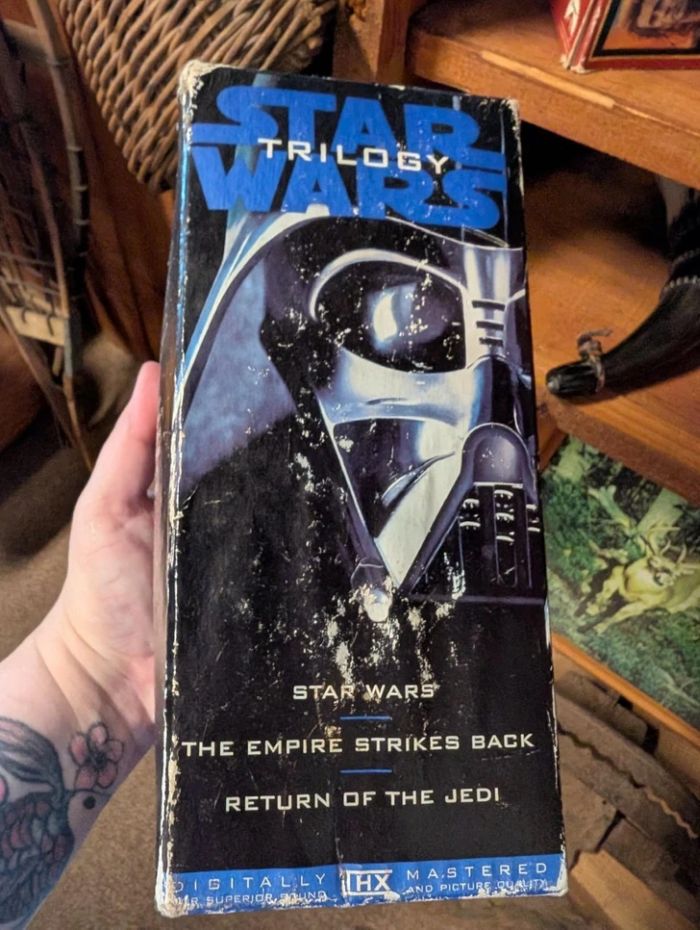 STAR
TRILOGY
WARS
STAR WARS
THE EMPIRE STRIKES BACK
RETURN OF THE JEDI
DIGITALLY THX MASTERED
FOR SUPERIOR SOUND AND PICTURE QUALITY